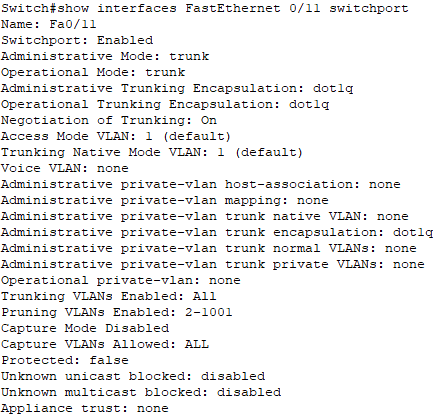 Switch#show interfaces FastEthernet 0/11 switchport
Name: Fa0/11
Switchport: Enabled
Administrative Mode: trunk
Operational Mode: trunk
Administrative Trunking Encapsulation: dot1q
Operational Trunking Encapsulation: dot1q
Negotiation of Trunking: On
Access Mode VLAN: 1 (default)
Trunking Native Mode VLAN: 1 (default)
Voice VLAN: none
Administrative private-vlan host-association: none
Administrative private-vlan mapping: none
Administrative private-vlan trunk native VLAN: none
Administrative private-vlan trunk encapsulation: dot1q
Administrative private-vlan trunk normal VLANs: none
Administrative private-vlan trunk private VLANs: none
Operational private-vlan: none
Trunking VLANs Enabled: All
Pruning VLANs Enabled: 2-1001
Capture Mode Disabled
Capture VLANs Allowed: ALL
Protected: false
Unknown unicast blocked: disabled
Unknown multicast blocked: disabled
Appliance trust: none